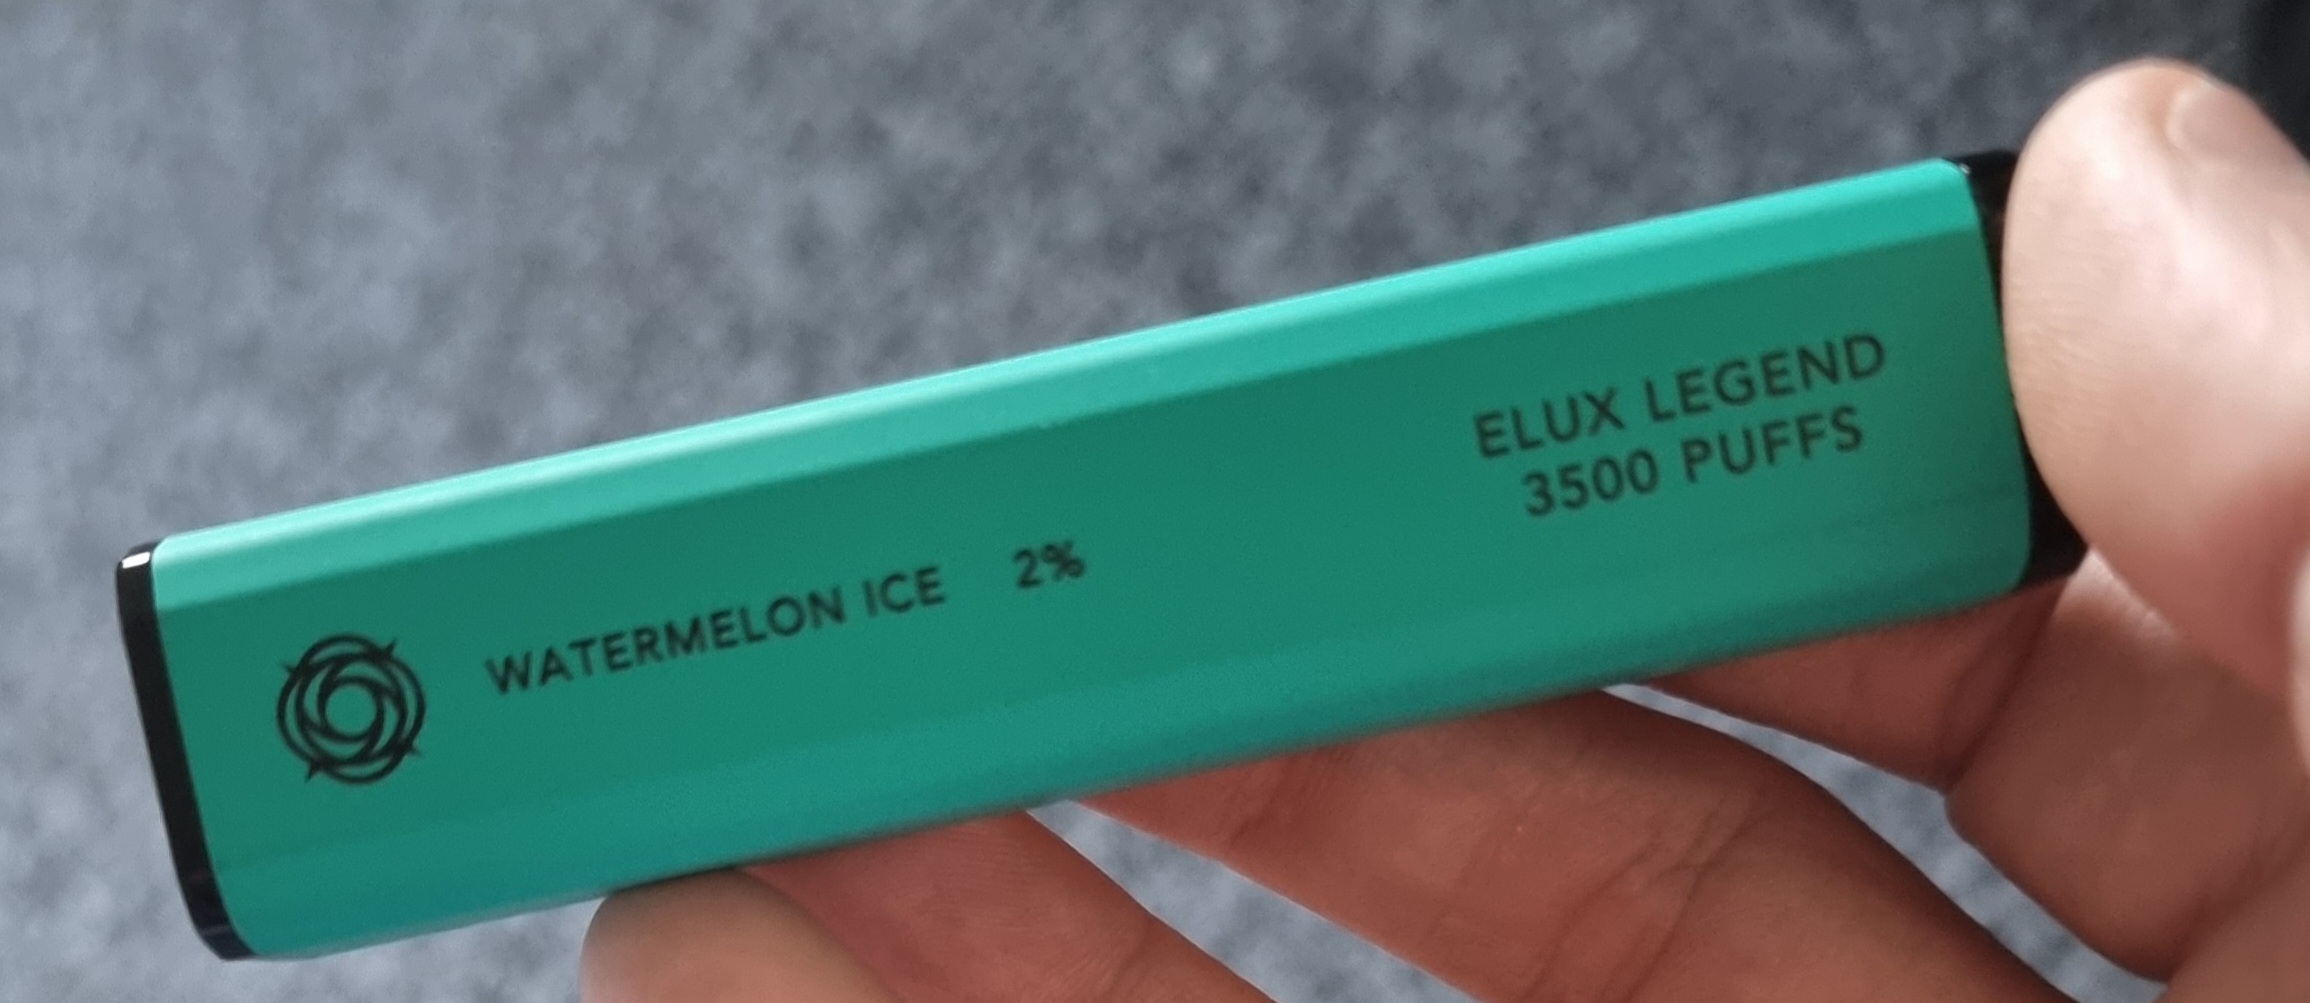 ELUX LEGEND
3500 PUFFS
WATERMELON ICE 2%